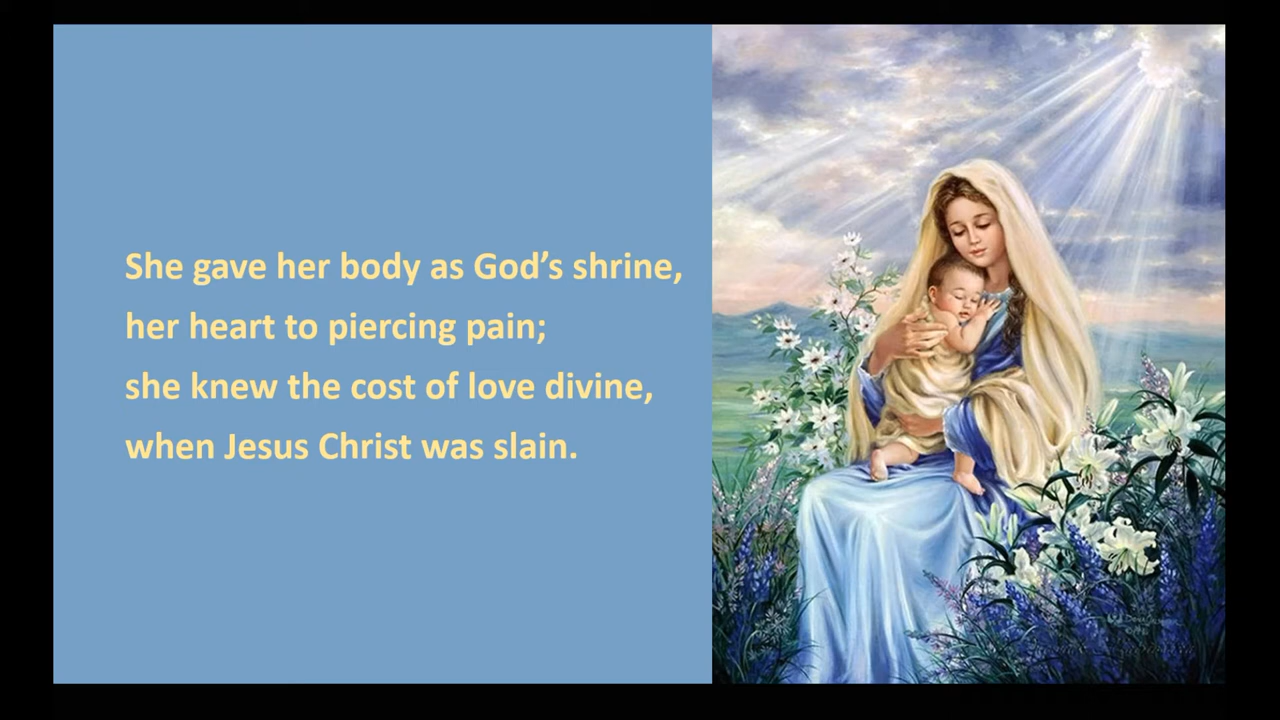 She gave her body as God’s shrine,
her heart to piercing pain;
she knew the cost of love divine,
when Jesus Christ was slain.